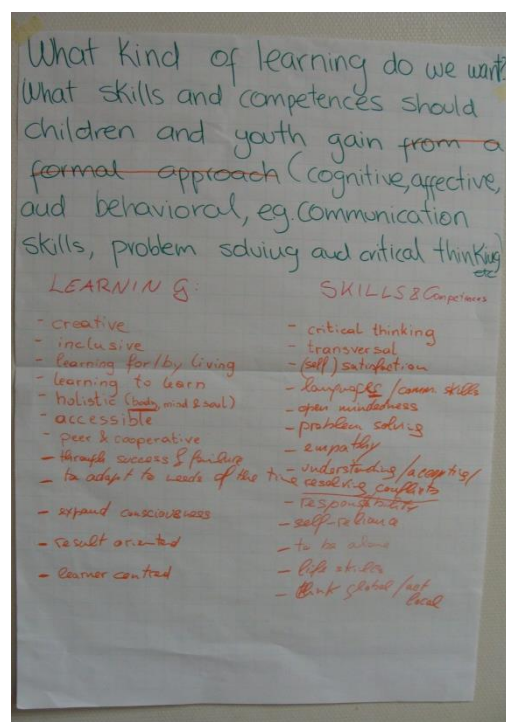 What kind of learning do we want?
What skills and competences should
children and youth gain from a
formal approach (cognitive, affective,
and behavioral, eg. communication
skills, problem solving and critical thinking
etc)
LEARNING:
- creative
- inclusive
- learning for/by living
- learning to learn
- holistic (body, mind & soul)
- accessible
- peer & cooperative
- through success & failure
- to adapt to needs of the time
- expand consciousness
- result oriented
- learner centred
SKILLS & Competences
- critical thinking
- transversal
- (self) satisfaction
- languages / comm. skills
- open mindedness
- problem solving
- empathy
- understanding / accepting /
resolving conflicts
- responsibility
- self-reliance
- to be alone
- life skills
- think global / act
local